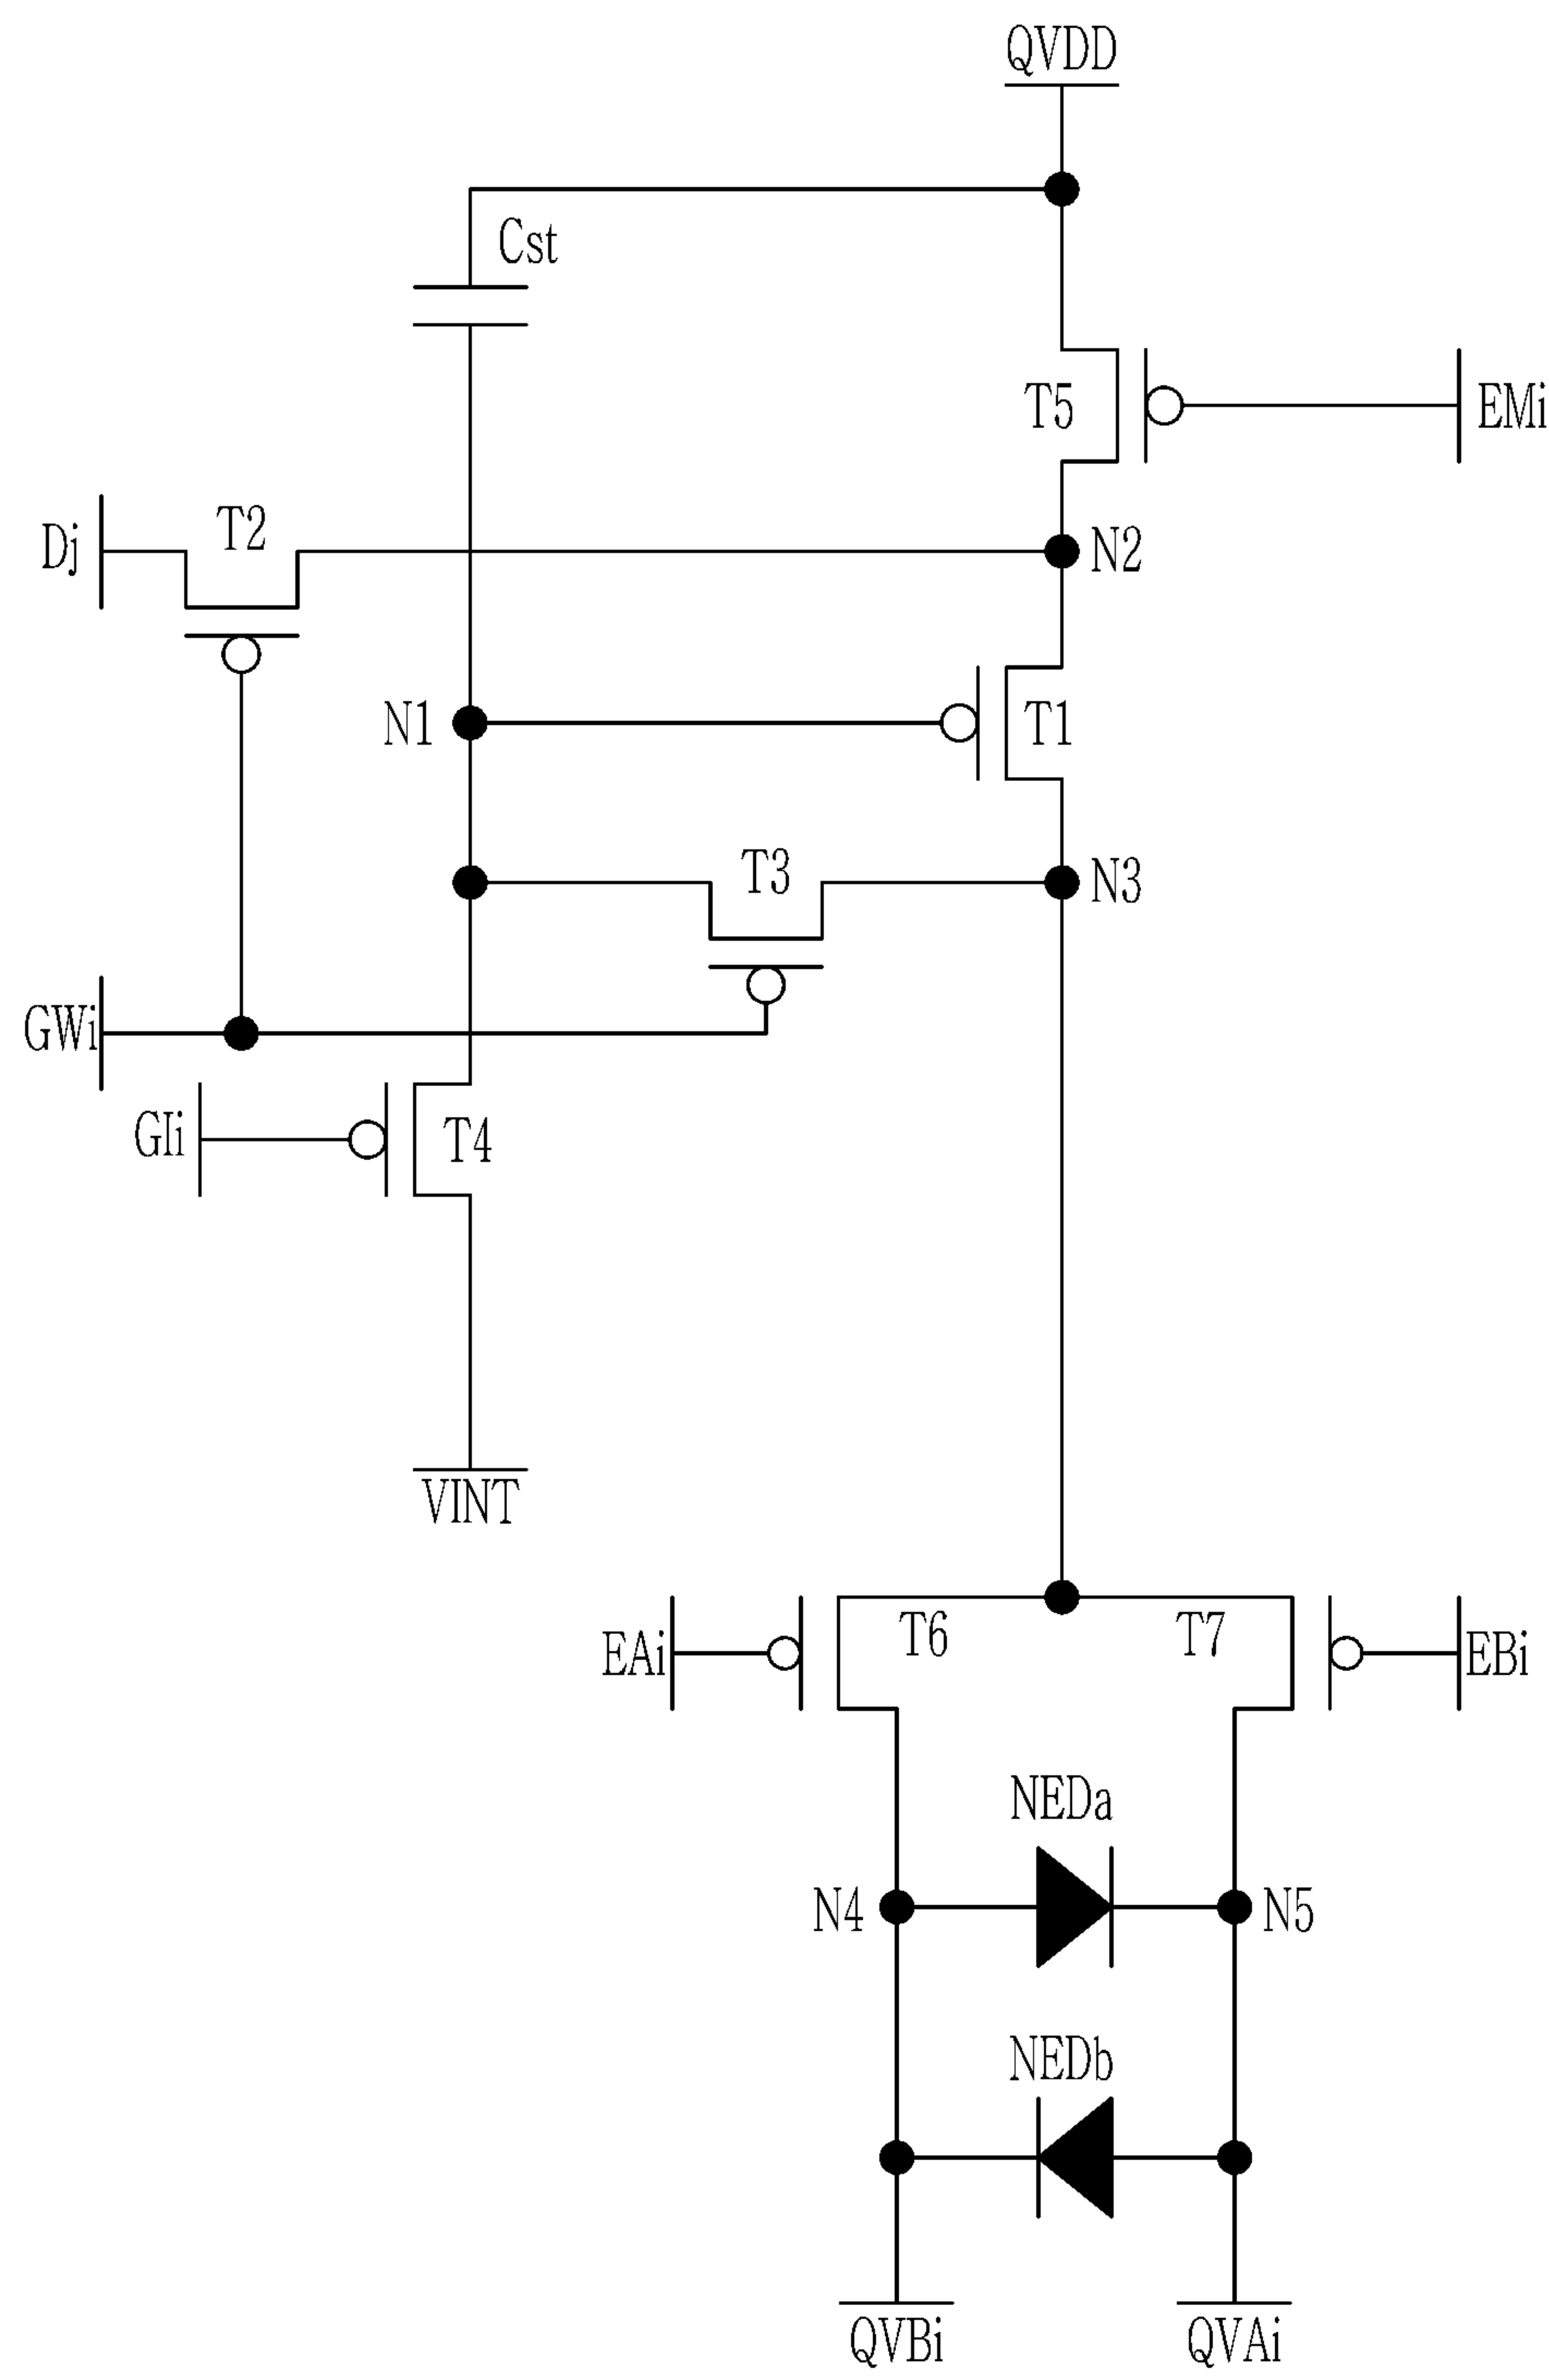 QVDD
Cst
T5
EMi
Dj
T2
N2
N1
T1
T3
N3
GWi
GIi
T4
VINT
EAi
T6
T7
EBi
NEDa
N4
N5
NEDb
QVBi
QVAi